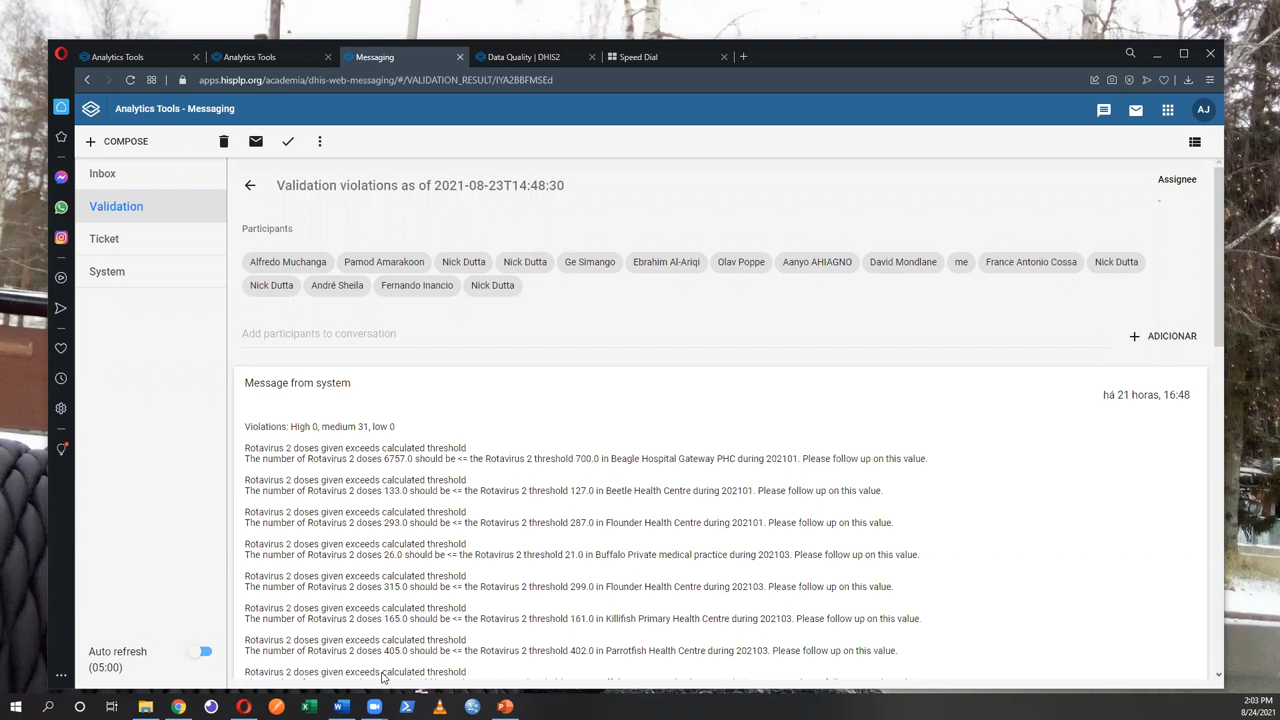 Analytics Tools
Analytics Tools
Messaging
Data Quality | DHIS2
Speed Dial
apps.hisplp.org/academia/dhis-web-messaging/#/VALIDATION_RESULT/IYA2BBFMSEd
Analytics Tools - Messaging
AJ
COMPOSE
Inbox
Validation
Ticket
System
Validation violations as of 2021-08-23T14:48:30
Assignee
-
Participants
Alfredo Muchanga Pamod Amarakoon Nick Dutta Nick Dutta Ge Simango Ebrahim Al-Ariqi Olav Poppe Aanyo AHIAGNO David Mondlane me France Antonio Cossa Nick Dutta
Nick Dutta André Sheila Fernando Inancio Nick Dutta
Add participants to conversation
ADICIONAR
Message from system
há 21 horas, 16:48
Violations: High 0, medium 31, low 0
Rotavirus 2 doses given exceeds calculated threshold
The number of Rotavirus 2 doses 6757.0 should be <= the Rotavirus 2 threshold 700.0 in Beagle Hospital Gateway PHC during 202101. Please follow up on this value.
Rotavirus 2 doses given exceeds calculated threshold
The number of Rotavirus 2 doses 133.0 should be <= the Rotavirus 2 threshold 127.0 in Beetle Health Centre during 202101. Please follow up on this value.
Rotavirus 2 doses given exceeds calculated threshold
The number of Rotavirus 2 doses 293.0 should be <= the Rotavirus 2 threshold 287.0 in Flounder Health Centre during 202101. Please follow up on this value.
Rotavirus 2 doses given exceeds calculated threshold
The number of Rotavirus 2 doses 26.0 should be <= the Rotavirus 2 threshold 21.0 in Buffalo Private medical practice during 202103. Please follow up on this value.
Rotavirus 2 doses given exceeds calculated threshold
The number of Rotavirus 2 doses 315.0 should be <= the Rotavirus 2 threshold 299.0 in Flounder Health Centre during 202103. Please follow up on this value.
Rotavirus 2 doses given exceeds calculated threshold
The number of Rotavirus 2 doses 165.0 should be <= the Rotavirus 2 threshold 161.0 in Killifish Primary Health Centre during 202103. Please follow up on this value.
Rotavirus 2 doses given exceeds calculated threshold
The number of Rotavirus 2 doses 405.0 should be <= the Rotavirus 2 threshold 402.0 in Parrotfish Health Centre during 202103. Please follow up on this value.
Rotavirus 2 doses given exceeds calculated threshold
Auto refresh
(05:00)
2:03 PM
8/24/2021